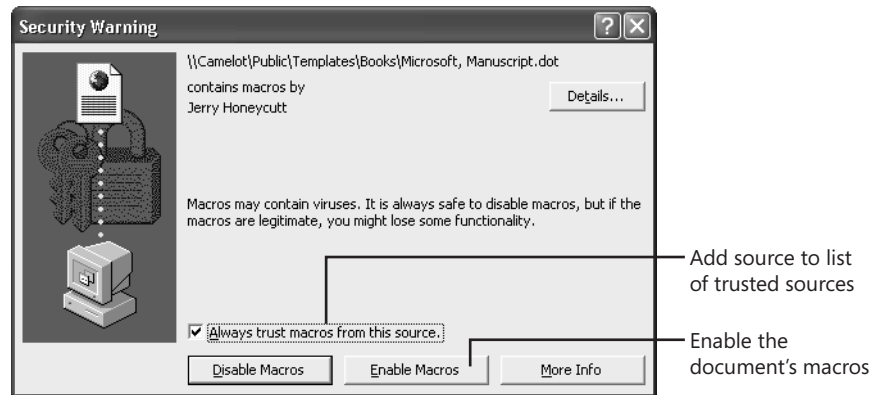 Security Warning
\\Camelot\Public\Templates\Books\Microsoft, Manuscript.dot
contains macros by
Jerry Honeycutt
Details...
Macros may contain viruses. It is always safe to disable macros, but if the
macros are legitimate, you might lose some functionality.
Always trust macros from this source.
Disable Macros
Enable Macros
More Info
Add source to list
of trusted sources
Enable the
document's macros